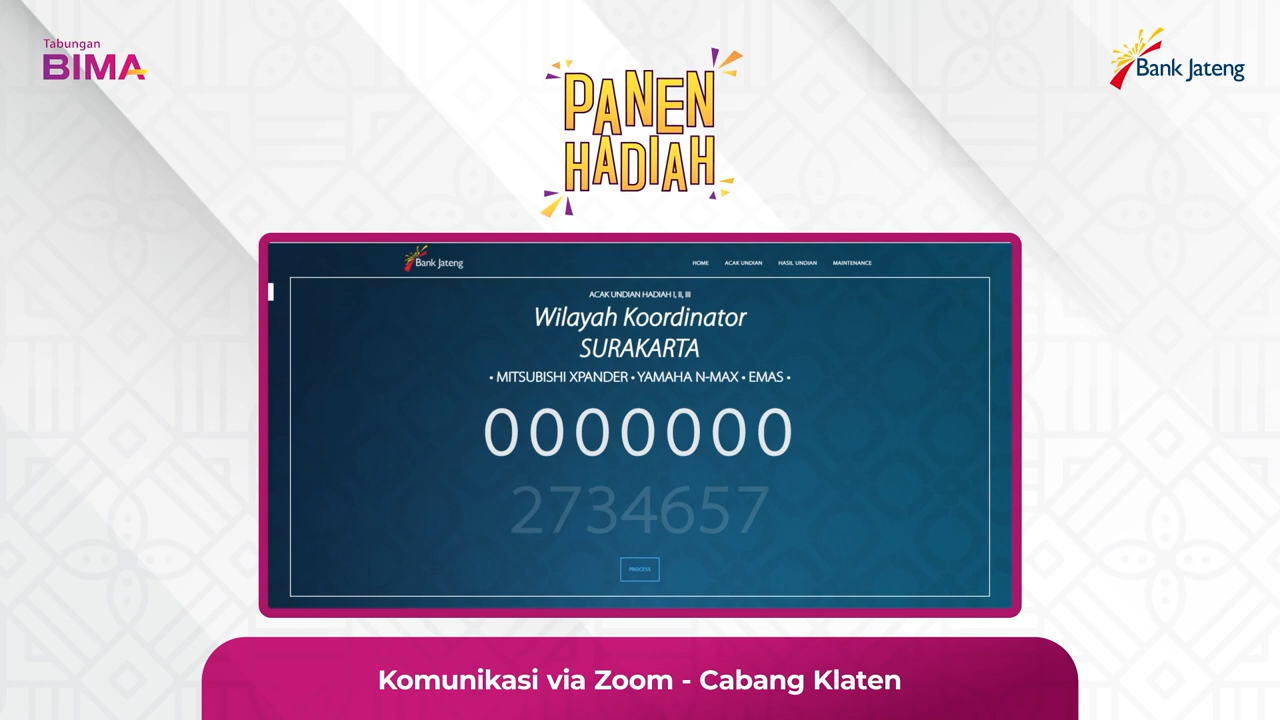 Tabungan
BIMA
PANEN
HADIAH
Bank Jateng
Bank Jateng
HOME ACAK UNDIAN HASIL UNDIAN MAINTENANCE
ACAK UNDIAN HADIAH I, II, III
Wilayah Koordinator
SURAKARTA
• MITSUBISHI XPANDER • YAMAHA N-MAX • EMAS •
0000000
2734657
PROCESS
Komunikasi via Zoom - Cabang Klaten